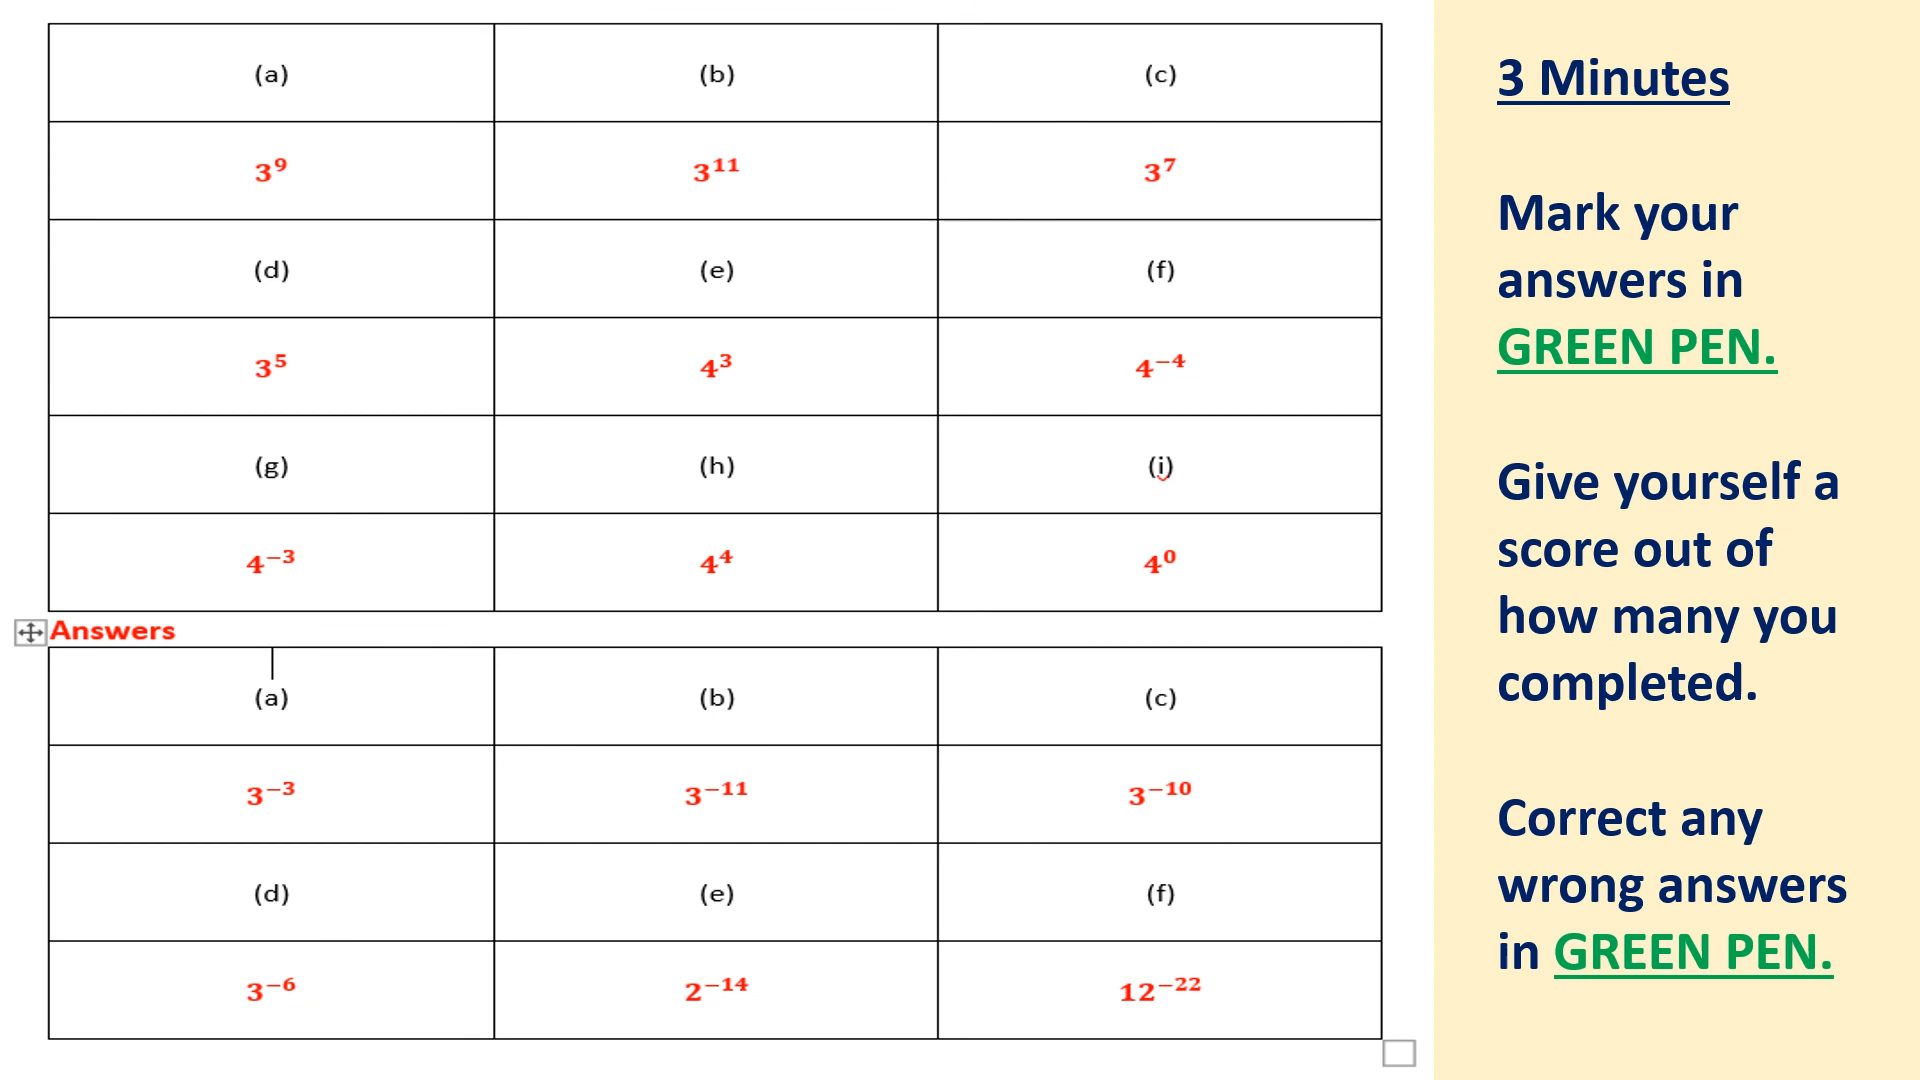 (a) (b) (c)
3⁹ 3¹¹ 3⁷
(d) (e) (f)
3⁵ 4³ 4⁻⁴
(g) (h) (i)
4⁻³ 4⁴ 4⁰
Answers
(a) (b) (c)
3⁻³ 3⁻¹¹ 3⁻¹⁰
(d) (e) (f)
3⁻⁶ 2⁻¹⁴ 12⁻²²
3 Minutes
Mark your
answers in
GREEN PEN.
Give yourself a
score out of
how many you
completed.
Correct any
wrong answers
in GREEN PEN.